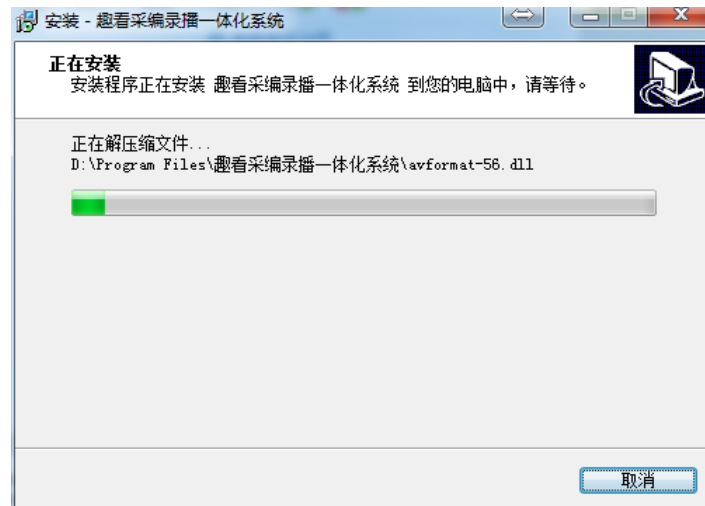 安装 - 趣看采编录播一体化系统
正在安装
安装程序正在安装 趣看采编录播一体化系统 到您的电脑中，请等待。
正在解压缩文件...
D:\Program Files\趣看采编录播一体化系统\avformat-56.dll
取消